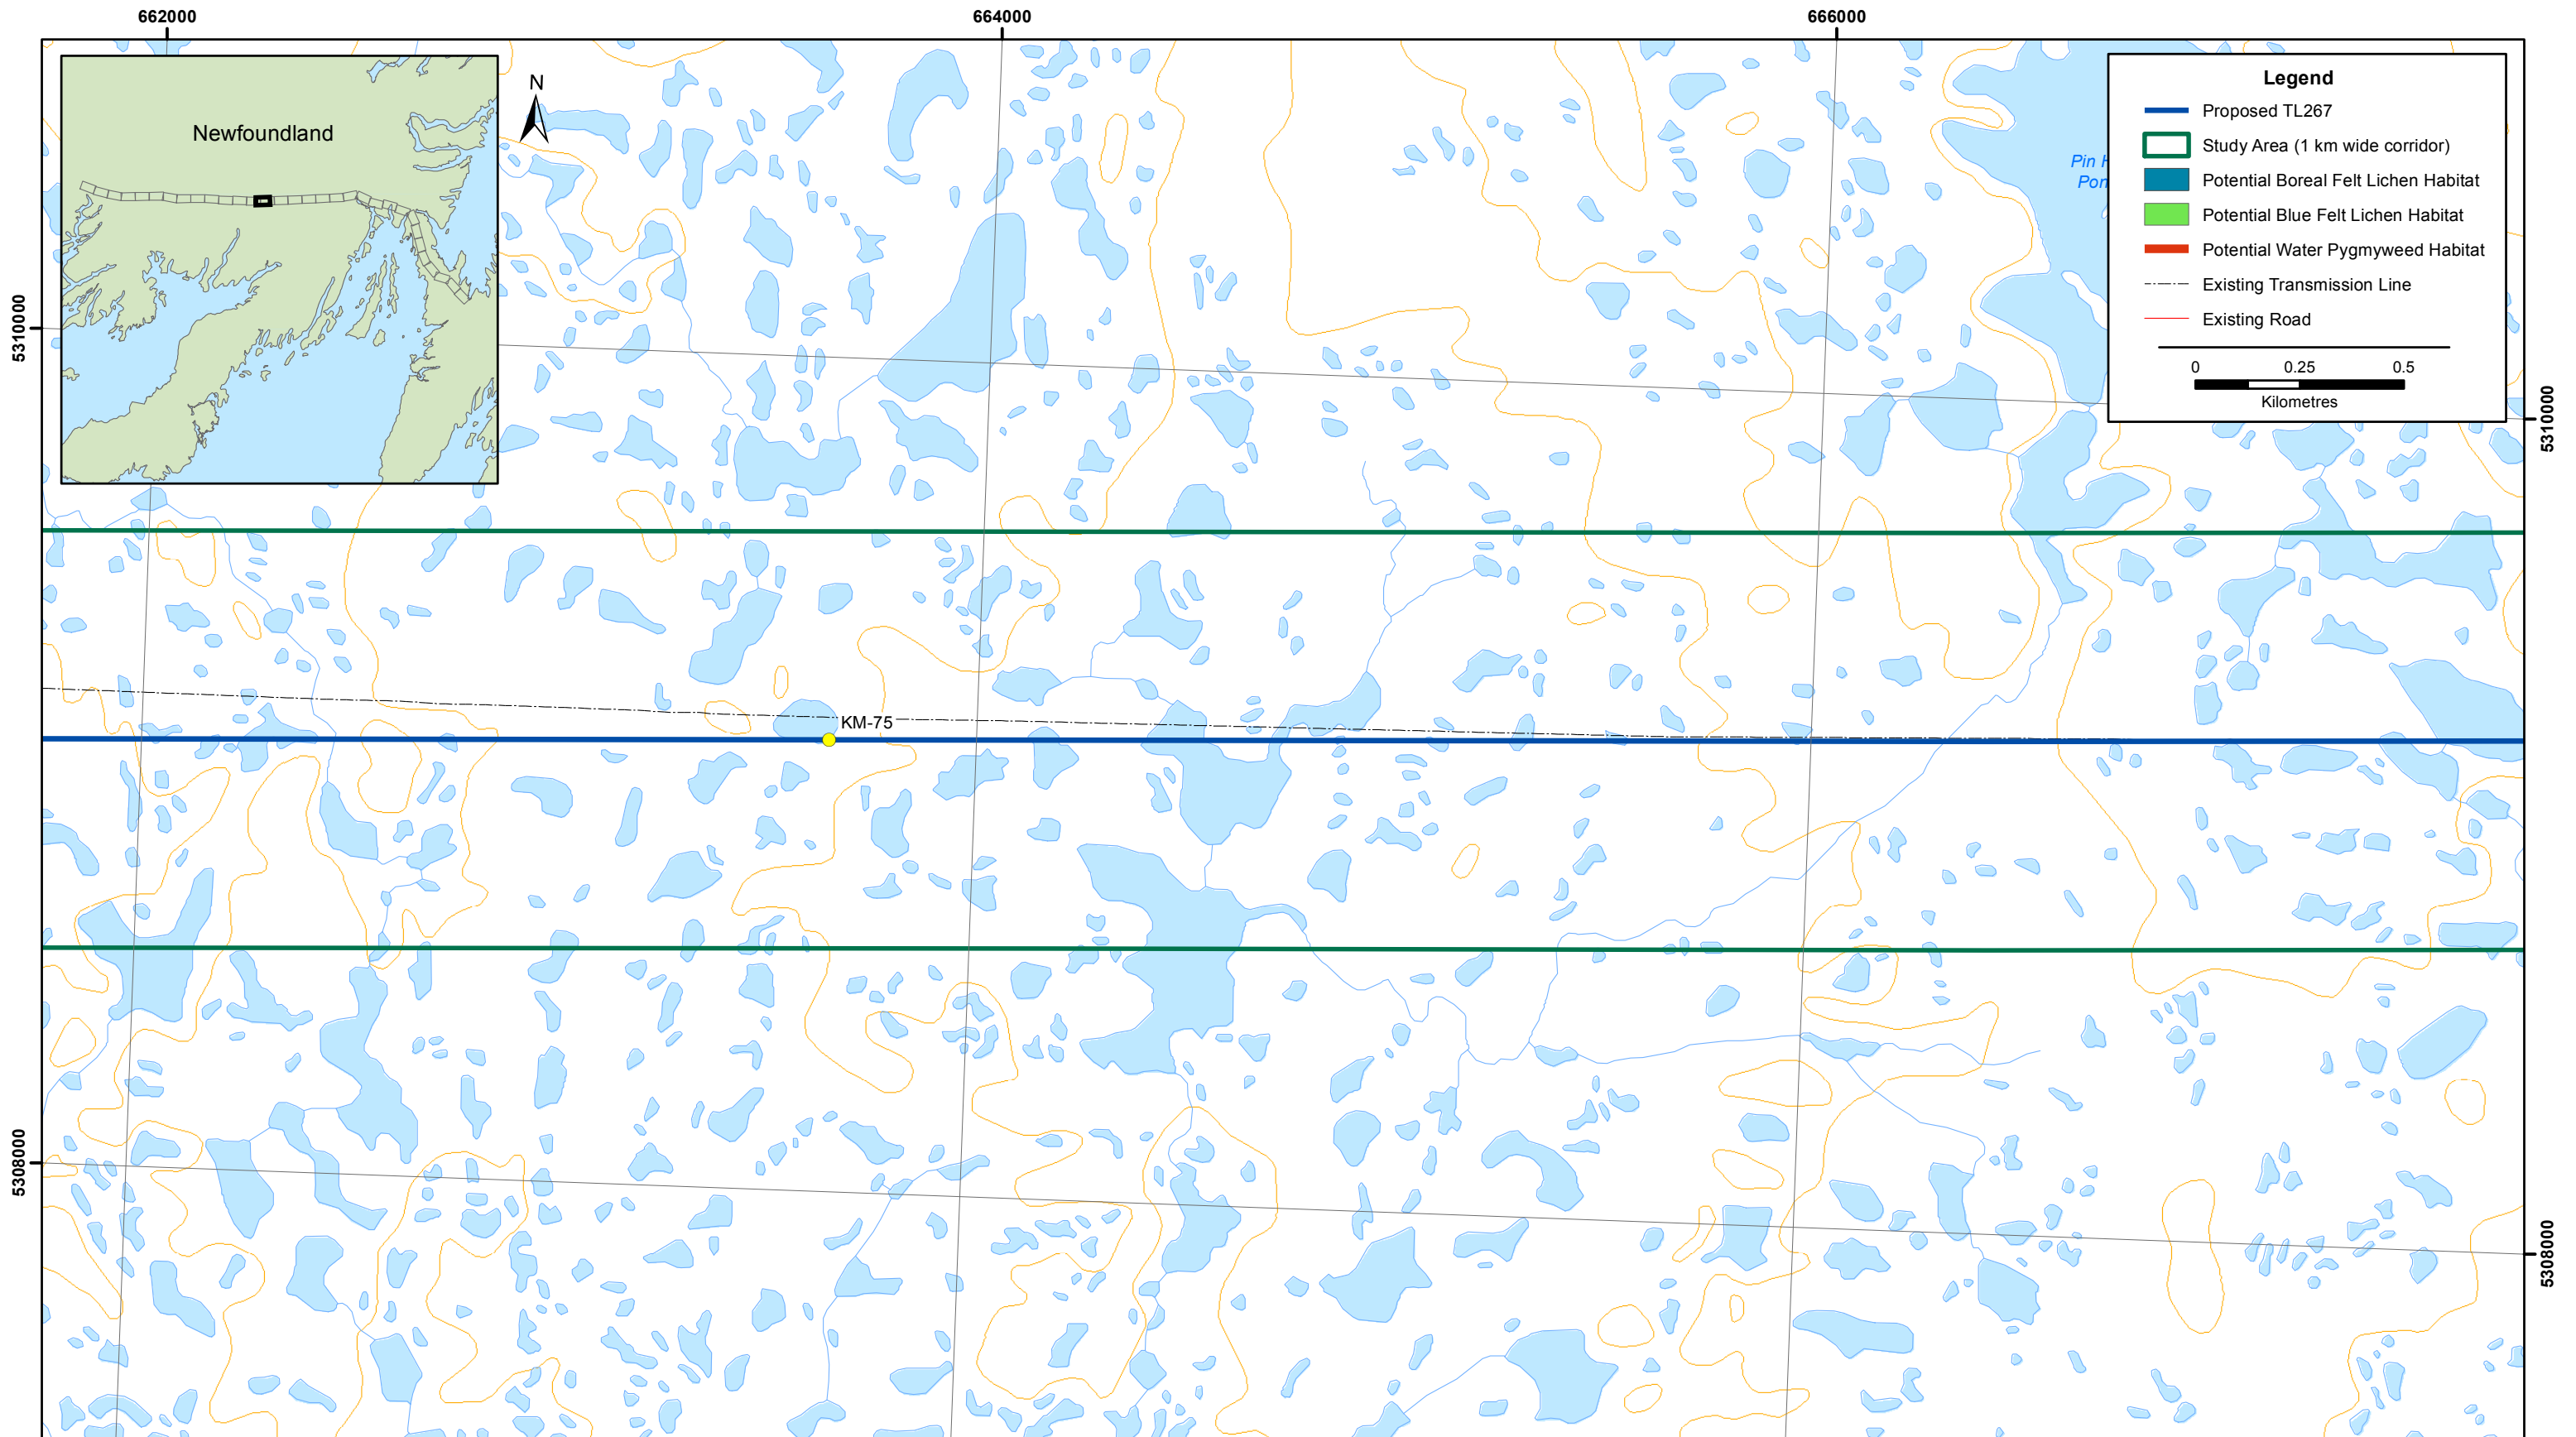 662000
664000
666000
Newfoundland
N
Pin
Pon
Legend
Proposed TL267
Study Area (1 km wide corridor)
Potential Boreal Felt Lichen Habitat
Potential Blue Felt Lichen Habitat
Potential Water Pygmyweed Habitat
Existing Transmission Line
Existing Road
0 0.25 0.5
Kilometres
5310000
5310000
KM-75
5308000
5308000